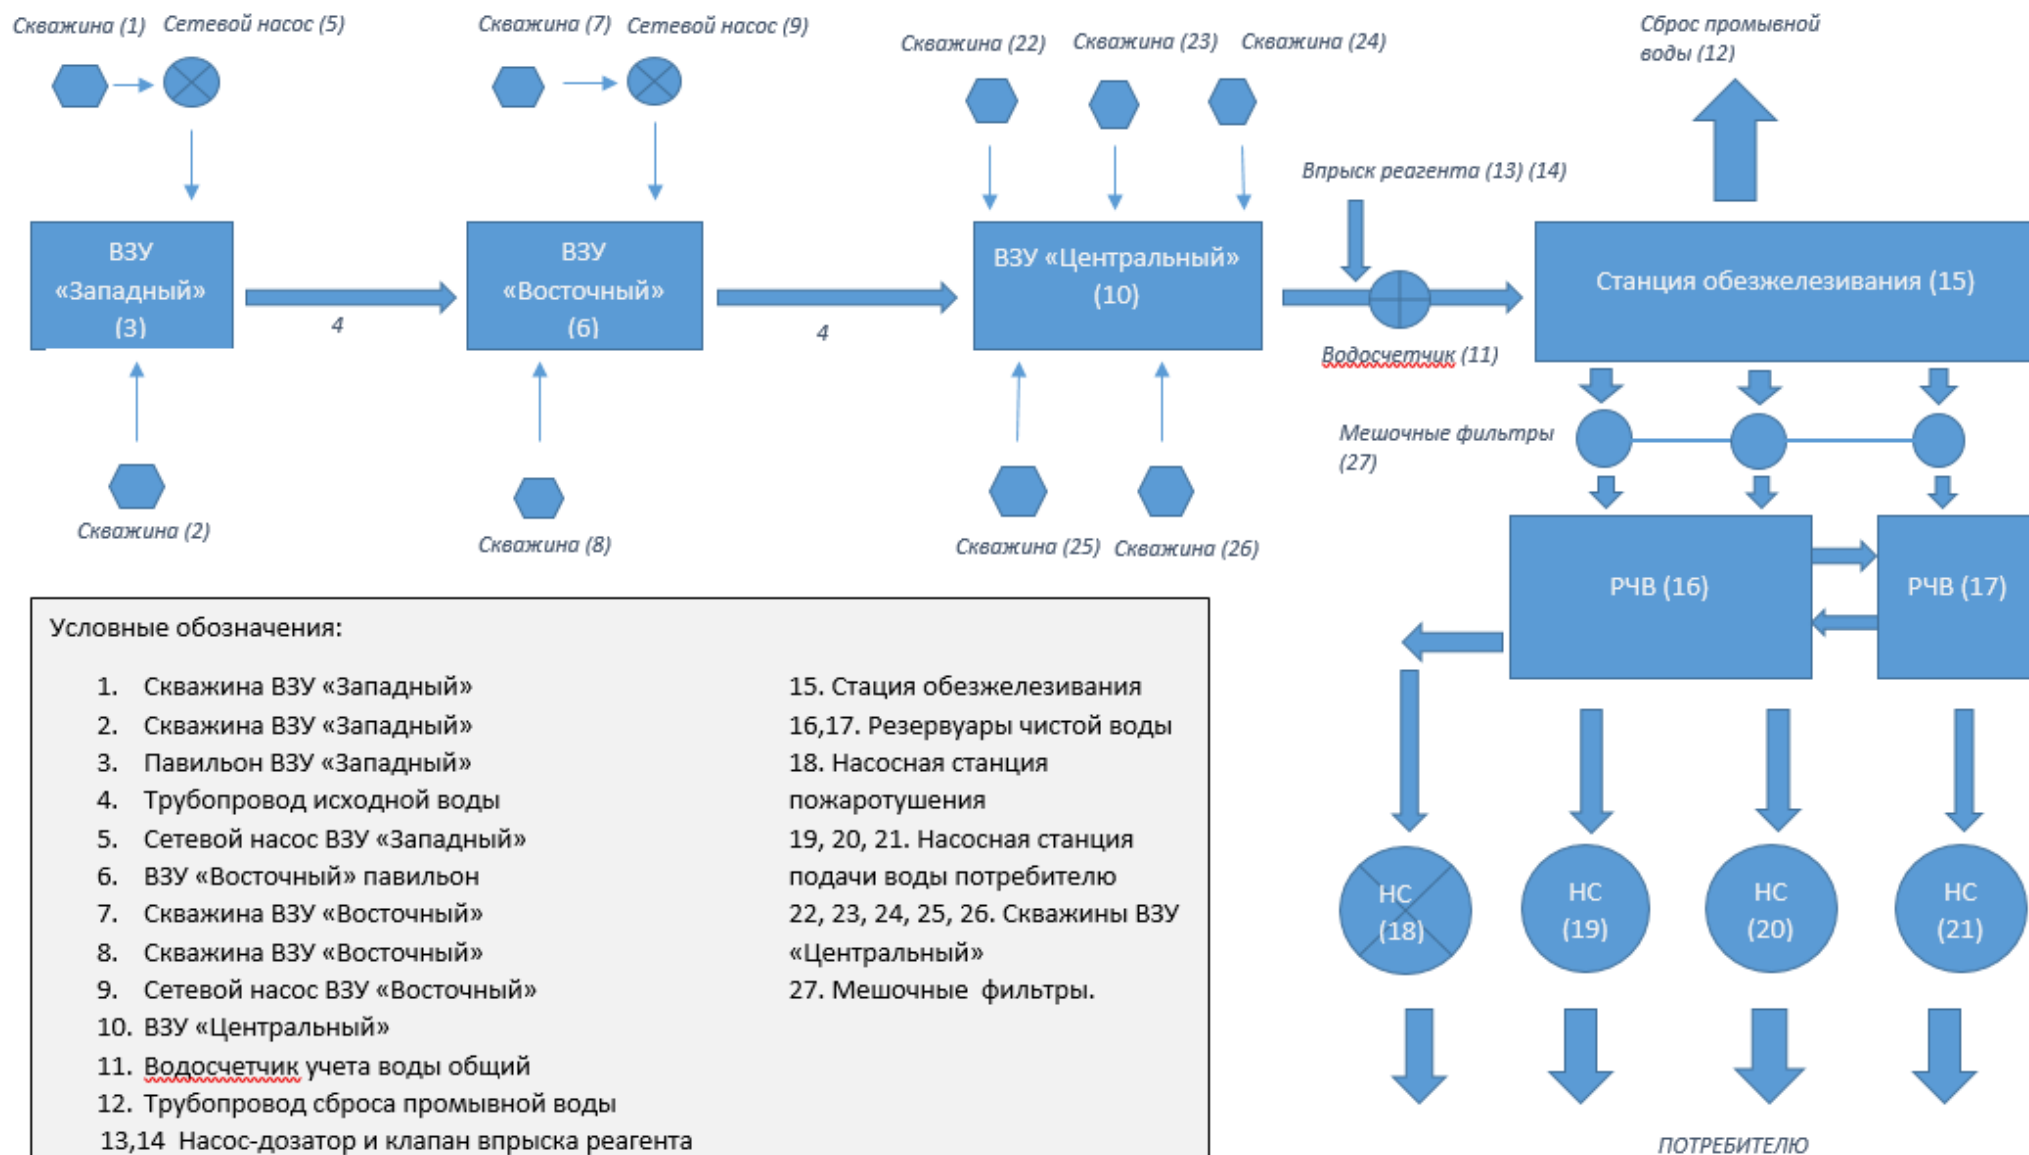 Скважина (1)
Сетевой насос (5)
Скважина (7)
Сетевой насос (9)
Скважина (22)
Скважина (23)
Скважина (24)
Сброс промывной
воды (12)
Впрыск реагента (13) (14)
ВЗУ
«Западный»
(3)
4
ВЗУ
«Восточный»
(6)
4
ВЗУ «Центральный»
(10)
Водосчетчик (11)
Станция обезжелезивания (15)
Мешочные фильтры
(27)
Скважина (2)
Скважина (8)
Скважина (25)
Скважина (26)
РЧВ (16)
РЧВ (17)
НС
(18)
НС
(19)
НС
(20)
НС
(21)
ПОТРЕБИТЕЛЮ
Условные обозначения:
1. Скважина ВЗУ «Западный»
2. Скважина ВЗУ «Западный»
3. Павильон ВЗУ «Западный»
4. Трубопровод исходной воды
5. Сетевой насос ВЗУ «Западный»
6. ВЗУ «Восточный» павильон
7. Скважина ВЗУ «Восточный»
8. Скважина ВЗУ «Восточный»
9. Сетевой насос ВЗУ «Восточный»
10. ВЗУ «Центральный»
11. Водосчетчик учета воды общий
12. Трубопровод сброса промывной воды
13,14 Насос-дозатор и клапан впрыска реагента
15. Стация обезжелезивания
16,17. Резервуары чистой воды
18. Насосная станция
пожаротушения
19, 20, 21. Насосная станция
подачи воды потребителю
22, 23, 24, 25, 26. Скважины ВЗУ
«Центральный»
27. Мешочные фильтры.